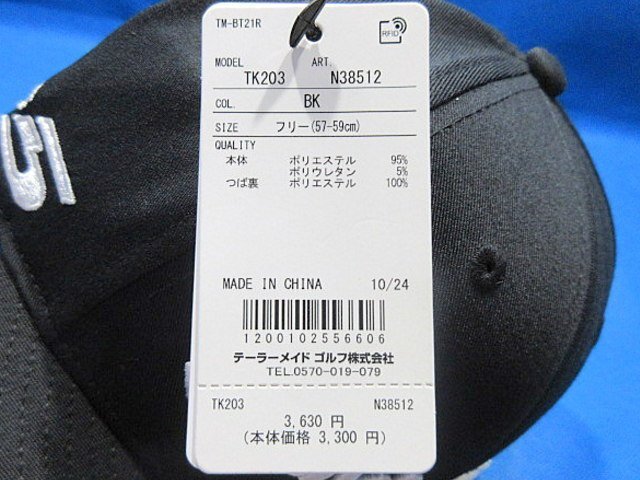 TM-BT21R
RFID
MODEL TK203 ART. N38512
COL. BK
SIZE フリー(57-59cm)
QUALITY
本体 ポリエステル 95%
ポリウレタン 5%
つば裏 ポリエステル 100%
MADE IN CHINA 10/24
1200102556606
テーラーメイド ゴルフ株式会社
TEL.0570-019-079
TK203 N38512
3,630 円
(本体価格 3,300 円)
5